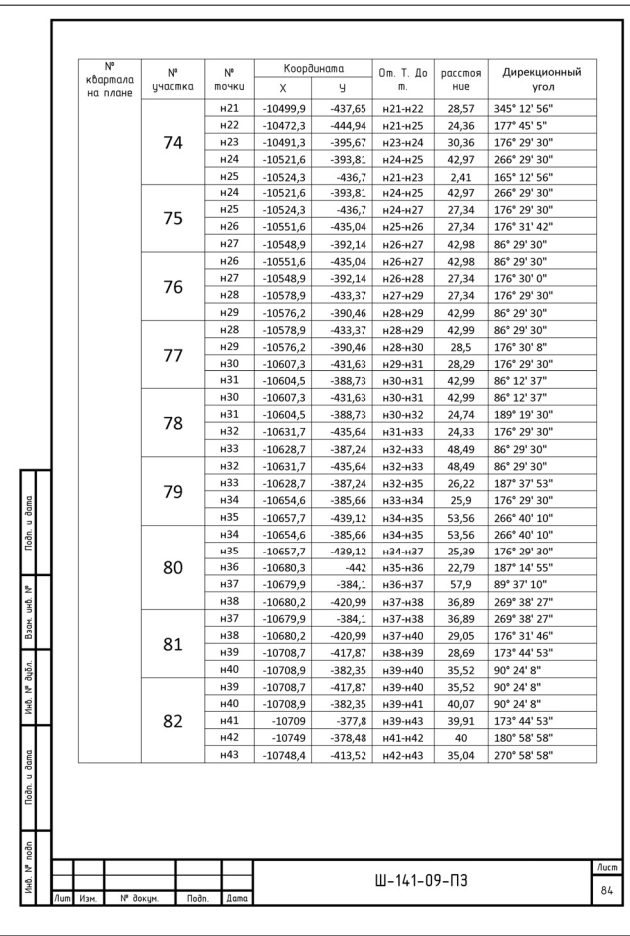 № квартала на плане | № участка | № точки | Координата X | Координата У | От. Т. До т. | расстоя ние | Дирекционный угол
74 | н21 | -10499,9 | -437,65 | н21-н22 | 28,57 | 345° 12' 56"
н22 | -10472,3 | -444,94 | н21-н25 | 24,36 | 177° 45' 5"
н23 | -10491,3 | -395,67 | н23-н24 | 30,36 | 176° 29' 30"
н24 | -10521,6 | -393,82 | н24-н25 | 42,97 | 266° 29' 30"
н25 | -10524,3 | -436,7 | н21-н23 | 2,41 | 165° 12' 56"
75 | н24 | -10521,6 | -393,82 | н24-н25 | 42,97 | 266° 29' 30"
н25 | -10524,3 | -436,7 | н24-н27 | 27,34 | 176° 29' 30"
н26 | -10551,6 | -435,04 | н25-н26 | 27,34 | 176° 31' 42"
н27 | -10548,9 | -392,14 | н26-н27 | 42,98 | 86° 29' 30"
76 | н26 | -10551,6 | -435,04 | н26-н27 | 42,98 | 86° 29' 30"
н27 | -10548,9 | -392,14 | н26-н28 | 27,34 | 176° 30' 0"
н28 | -10578,9 | -433,37 | н27-н29 | 27,34 | 176° 29' 30"
н29 | -10576,2 | -390,46 | н28-н29 | 42,99 | 86° 29' 30"
77 | н28 | -10578,9 | -433,37 | н28-н29 | 42,99 | 86° 29' 30"
н29 | -10576,2 | -390,46 | н28-н30 | 28,5 | 176° 30' 8"
н30 | -10607,3 | -431,63 | н29-н31 | 28,29 | 176° 29' 30"
н31 | -10604,5 | -388,73 | н30-н31 | 42,99 | 86° 12' 37"
78 | н30 | -10607,3 | -431,63 | н30-н31 | 42,99 | 86° 12' 37"
н31 | -10604,5 | -388,73 | н30-н32 | 24,74 | 189° 19' 30"
н32 | -10631,7 | -435,64 | н31-н33 | 24,33 | 176° 29' 30"
н33 | -10628,7 | -387,24 | н32-н33 | 48,49 | 86° 29' 30"
79 | н32 | -10631,7 | -435,64 | н32-н33 | 48,49 | 86° 29' 30"
н33 | -10628,7 | -387,24 | н32-н35 | 26,22 | 187° 37' 53"
н34 | -10654,6 | -385,66 | н33-н34 | 25,9 | 176° 29' 30"
н35 | -10657,7 | -439,12 | н34-н35 | 53,56 | 266° 40' 10"
80 | н34 | -10654,6 | -385,66 | н34-н35 | 53,56 | 266° 40' 10"
н35 | -10657,7 | -439,12 | н34-н37 | 25,39 | 176° 29' 30"
н36 | -10680,3 | -442 | н35-н36 | 22,79 | 187° 14' 55"
н37 | -10679,9 | -384,1 | н36-н37 | 57,9 | 89° 37' 10"
н38 | -10680,2 | -420,99 | н37-н38 | 36,89 | 269° 38' 27"
81 | н37 | -10679,9 | -384,1 | н37-н38 | 36,89 | 269° 38' 27"
н38 | -10680,2 | -420,99 | н37-н40 | 29,05 | 176° 31' 46"
н39 | -10708,7 | -417,87 | н38-н39 | 28,69 | 173° 44' 53"
н40 | -10708,9 | -382,35 | н39-н40 | 35,52 | 90° 24' 8"
82 | н39 | -10708,7 | -417,87 | н39-н40 | 35,52 | 90° 24' 8"
н40 | -10708,9 | -382,35 | н39-н41 | 40,07 | 90° 24' 8"
н41 | -10709 | -377,8 | н39-н43 | 39,91 | 173° 44' 53"
н42 | -10749 | -378,48 | н41-н42 | 40 | 180° 58' 58"
н43 | -10748,4 | -413,52 | н42-н43 | 35,04 | 270° 58' 58"
Подп. и дата
Взам. инв. №
Инв. № дубл.
Подп. и дата
Инв. № подп
Лит Изм. № докум. Подп. Дата
Ш-141-09-ПЗ
Лист
84